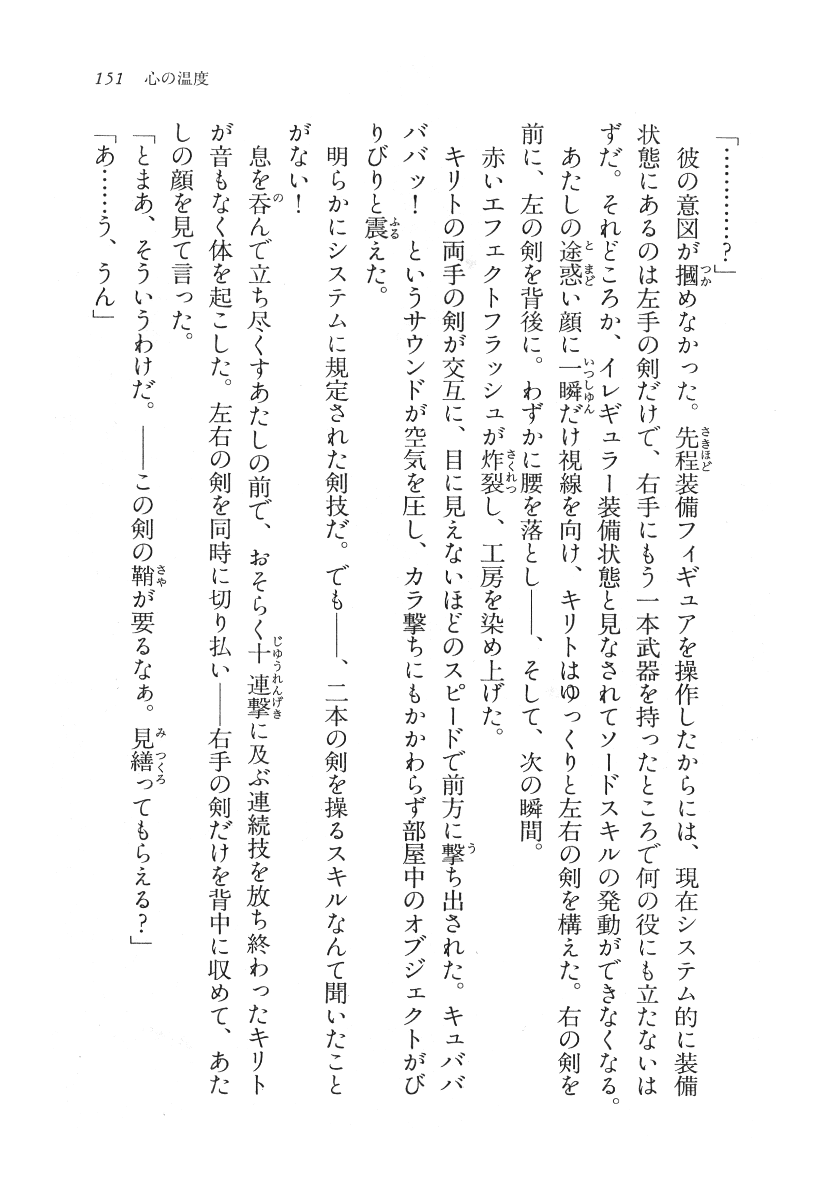 151　心の温度
「…………？」
　彼の意図が摑めなかった。先程装備フィギュアを操作したからには、現在システム的に装備
状態にあるのは左手の剣だけで、右手にもう一本武器を持ったところで何の役にも立たないは
ずだ。それどころか、イレギュラー装備状態と見なされてソードスキルの発動ができなくなる。
　あたしの途惑い顔に一瞬だけ視線を向け、キリトはゆっくりと左右の剣を構えた。右の剣を
前に、左の剣を背後に。わずかに腰を落とし――、そして、次の瞬間。
　赤いエフェクトフラッシュが炸裂し、工房を染め上げた。
　キリトの両手の剣が交互に、目に見えないほどのスピードで前方に撃ち出された。キュババ
ババッ！　というサウンドが空気を圧し、カラ撃ちにもかかわらず部屋中のオブジェクトがび
りびりと震えた。
　明らかにシステムに規定された剣技だ。でも――、二本の剣を操るスキルなんて聞いたこと
がない！
　息を呑んで立ち尽くすあたしの前で、おそらく十連撃に及ぶ連続技を放ち終わったキリト
が音もなく体を起こした。左右の剣を同時に切り払い――右手の剣だけを背中に収めて、あた
しの顔を見て言った。
「とまあ、そういうわけだ。――この剣の鞘が要るなぁ。見繕ってもらえる？」
「あ……う、うん」